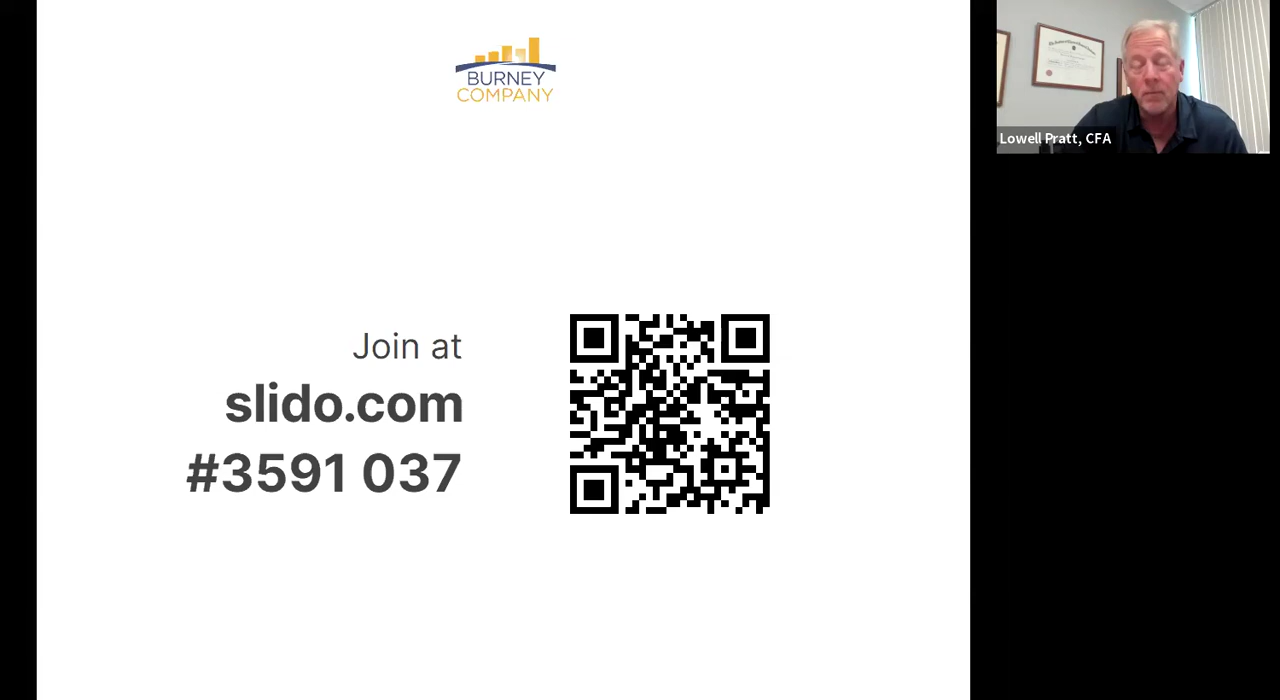 BURNEY
COMPANY
Join at
slido.com
#3591 037
Lowell Pratt, CFA